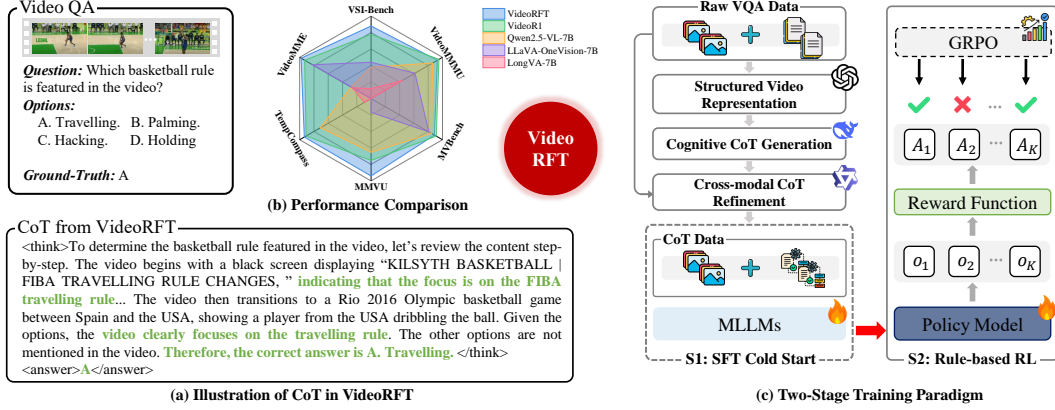 Video QA
Question: Which basketball rule
is featured in the video?
Options:
A. Travelling. B. Palming.
C. Hacking. D. Holding
Ground-Truth: A
VSI-Bench
VideoMMMU
MVBench
MMVU
TempCompass
VideoMME
VideoRFT
VideoR1
Qwen2.5-VL-7B
LLaVA-OneVision-7B
LongVA-7B
(b) Performance Comparison
Video
RFT
CoT from VideoRFT
<think>To determine the basketball rule featured in the video, let's review the content step-
by-step. The video begins with a black screen displaying “KILSYTH BASKETBALL |
FIBA TRAVELLING RULE CHANGES, ” indicating that the focus is on the FIBA
travelling rule... The video then transitions to a Rio 2016 Olympic basketball game
between Spain and the USA, showing a player from the USA dribbling the ball. Given the
options, the video clearly focuses on the travelling rule. The other options are not
mentioned in the video. Therefore, the correct answer is A. Travelling. </think>
<answer>A</answer>
(a) Illustration of CoT in VideoRFT
Raw VQA Data
Structured Video
Representation
Cognitive CoT Generation
Cross-modal CoT
Refinement
CoT Data
MLLMs
S1: SFT Cold Start
GRPO
A1 A2 ... AK
Reward Function
o1 o2 ... oK
Policy Model
S2: Rule-based RL
(c) Two-Stage Training Paradigm